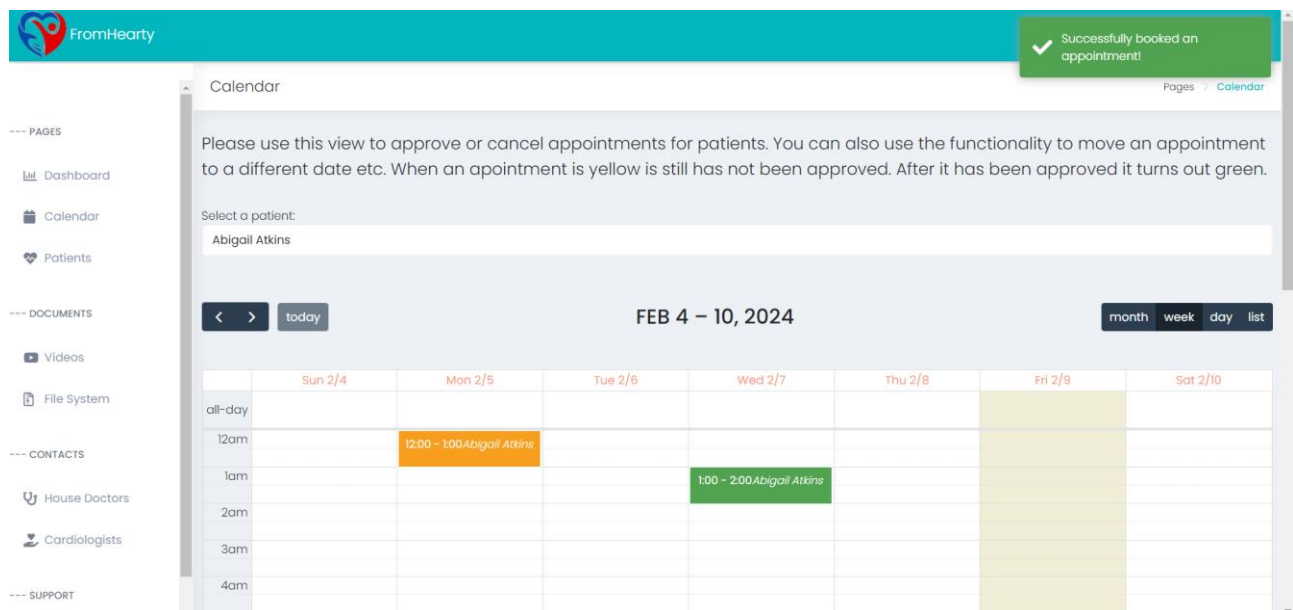 FromHearty
Successfully booked an
appointment!
Calendar
Pages > Calendar
--- PAGES
Dashboard
Calendar
Patients
--- DOCUMENTS
Videos
File System
--- CONTACTS
House Doctors
Cardiologists
--- SUPPORT
Please use this view to approve or cancel appointments for patients. You can also use the functionality to move an appointment
to a different date etc. When an apointment is yellow is still has not been approved. After it has been approved it turns out green.
Select a patient:
Abigail Atkins
< > today
FEB 4 – 10, 2024
month week day list
Sun 2/4 Mon 2/5 Tue 2/6 Wed 2/7 Thu 2/8 Fri 2/9 Sat 2/10
all-day
12am
12:00 - 1:00 Abigail Atkins
1am
1:00 - 2:00 Abigail Atkins
2am
3am
4am